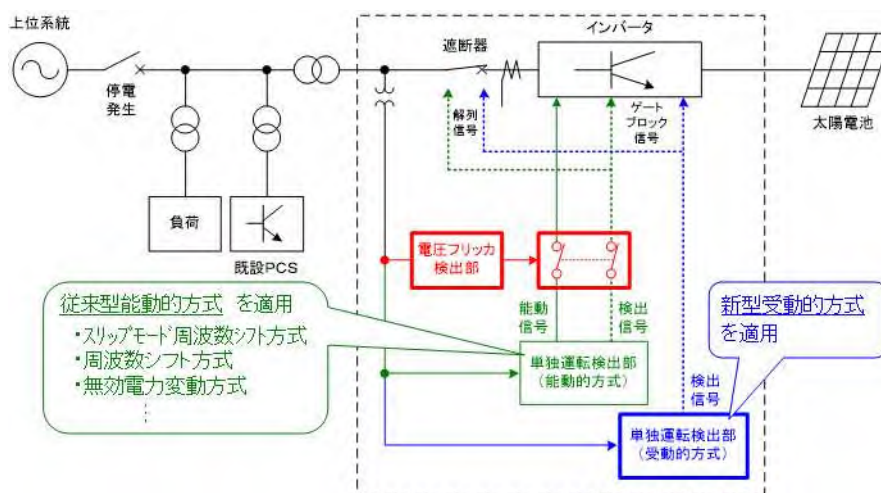 上位系統
停電
発生
負荷
既設PCS
遮断器
インバータ
解列
信号
ゲート
ブロック
信号
太陽電池
電圧フリッカ
検出部
能動
信号
検出
信号
従来型能動的方式 を適用
・スリップモード周波数シフト方式
・周波数シフト方式
・無効電力変動方式
⋮
新型受動的方式
を適用
単独運転検出部
(能動的方式)
検出
信号
単独運転検出部
(受動的方式)